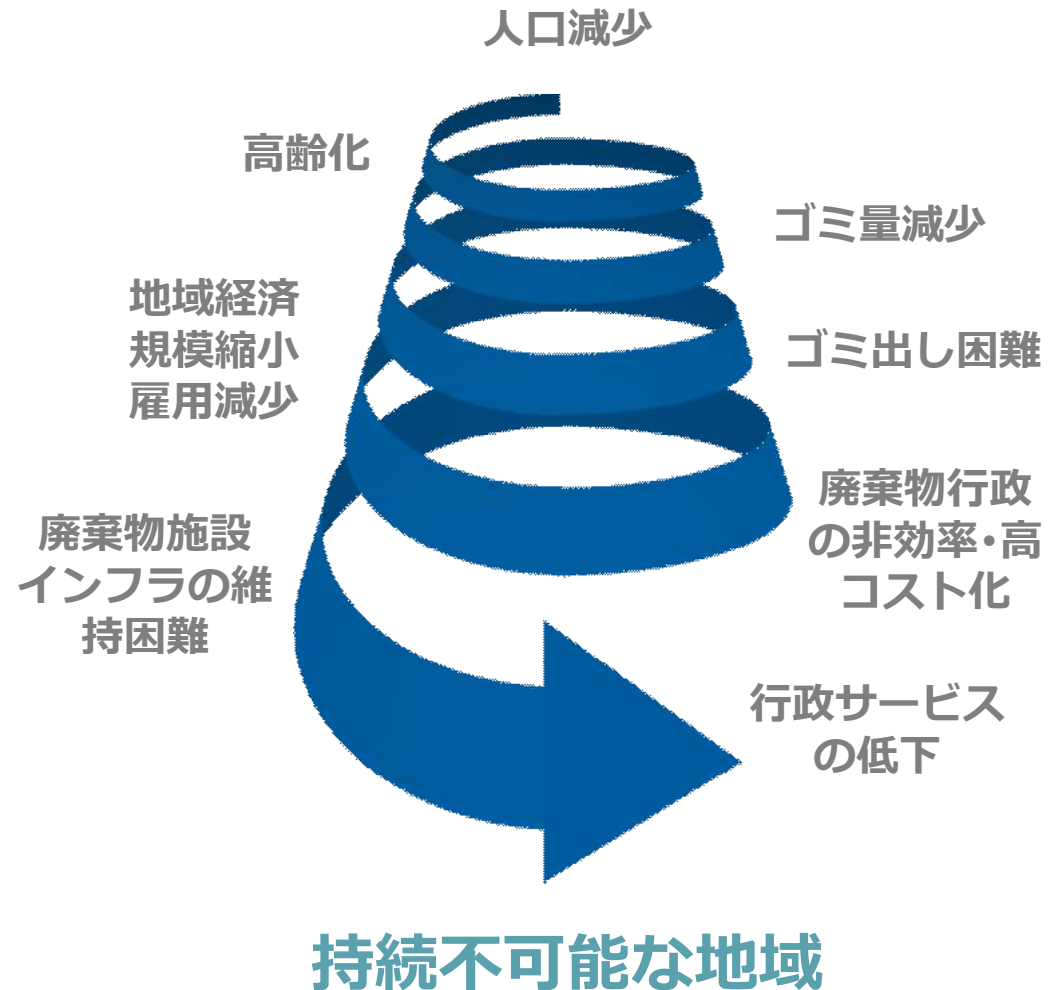 人口減少
高齢化
ゴミ量減少
地域経済
規模縮小
雇用減少
ゴミ出し困難
廃棄物行政
の非効率・高
コスト化
廃棄物施設
インフラの維
持困難
行政サービス
の低下
持続不可能な地域